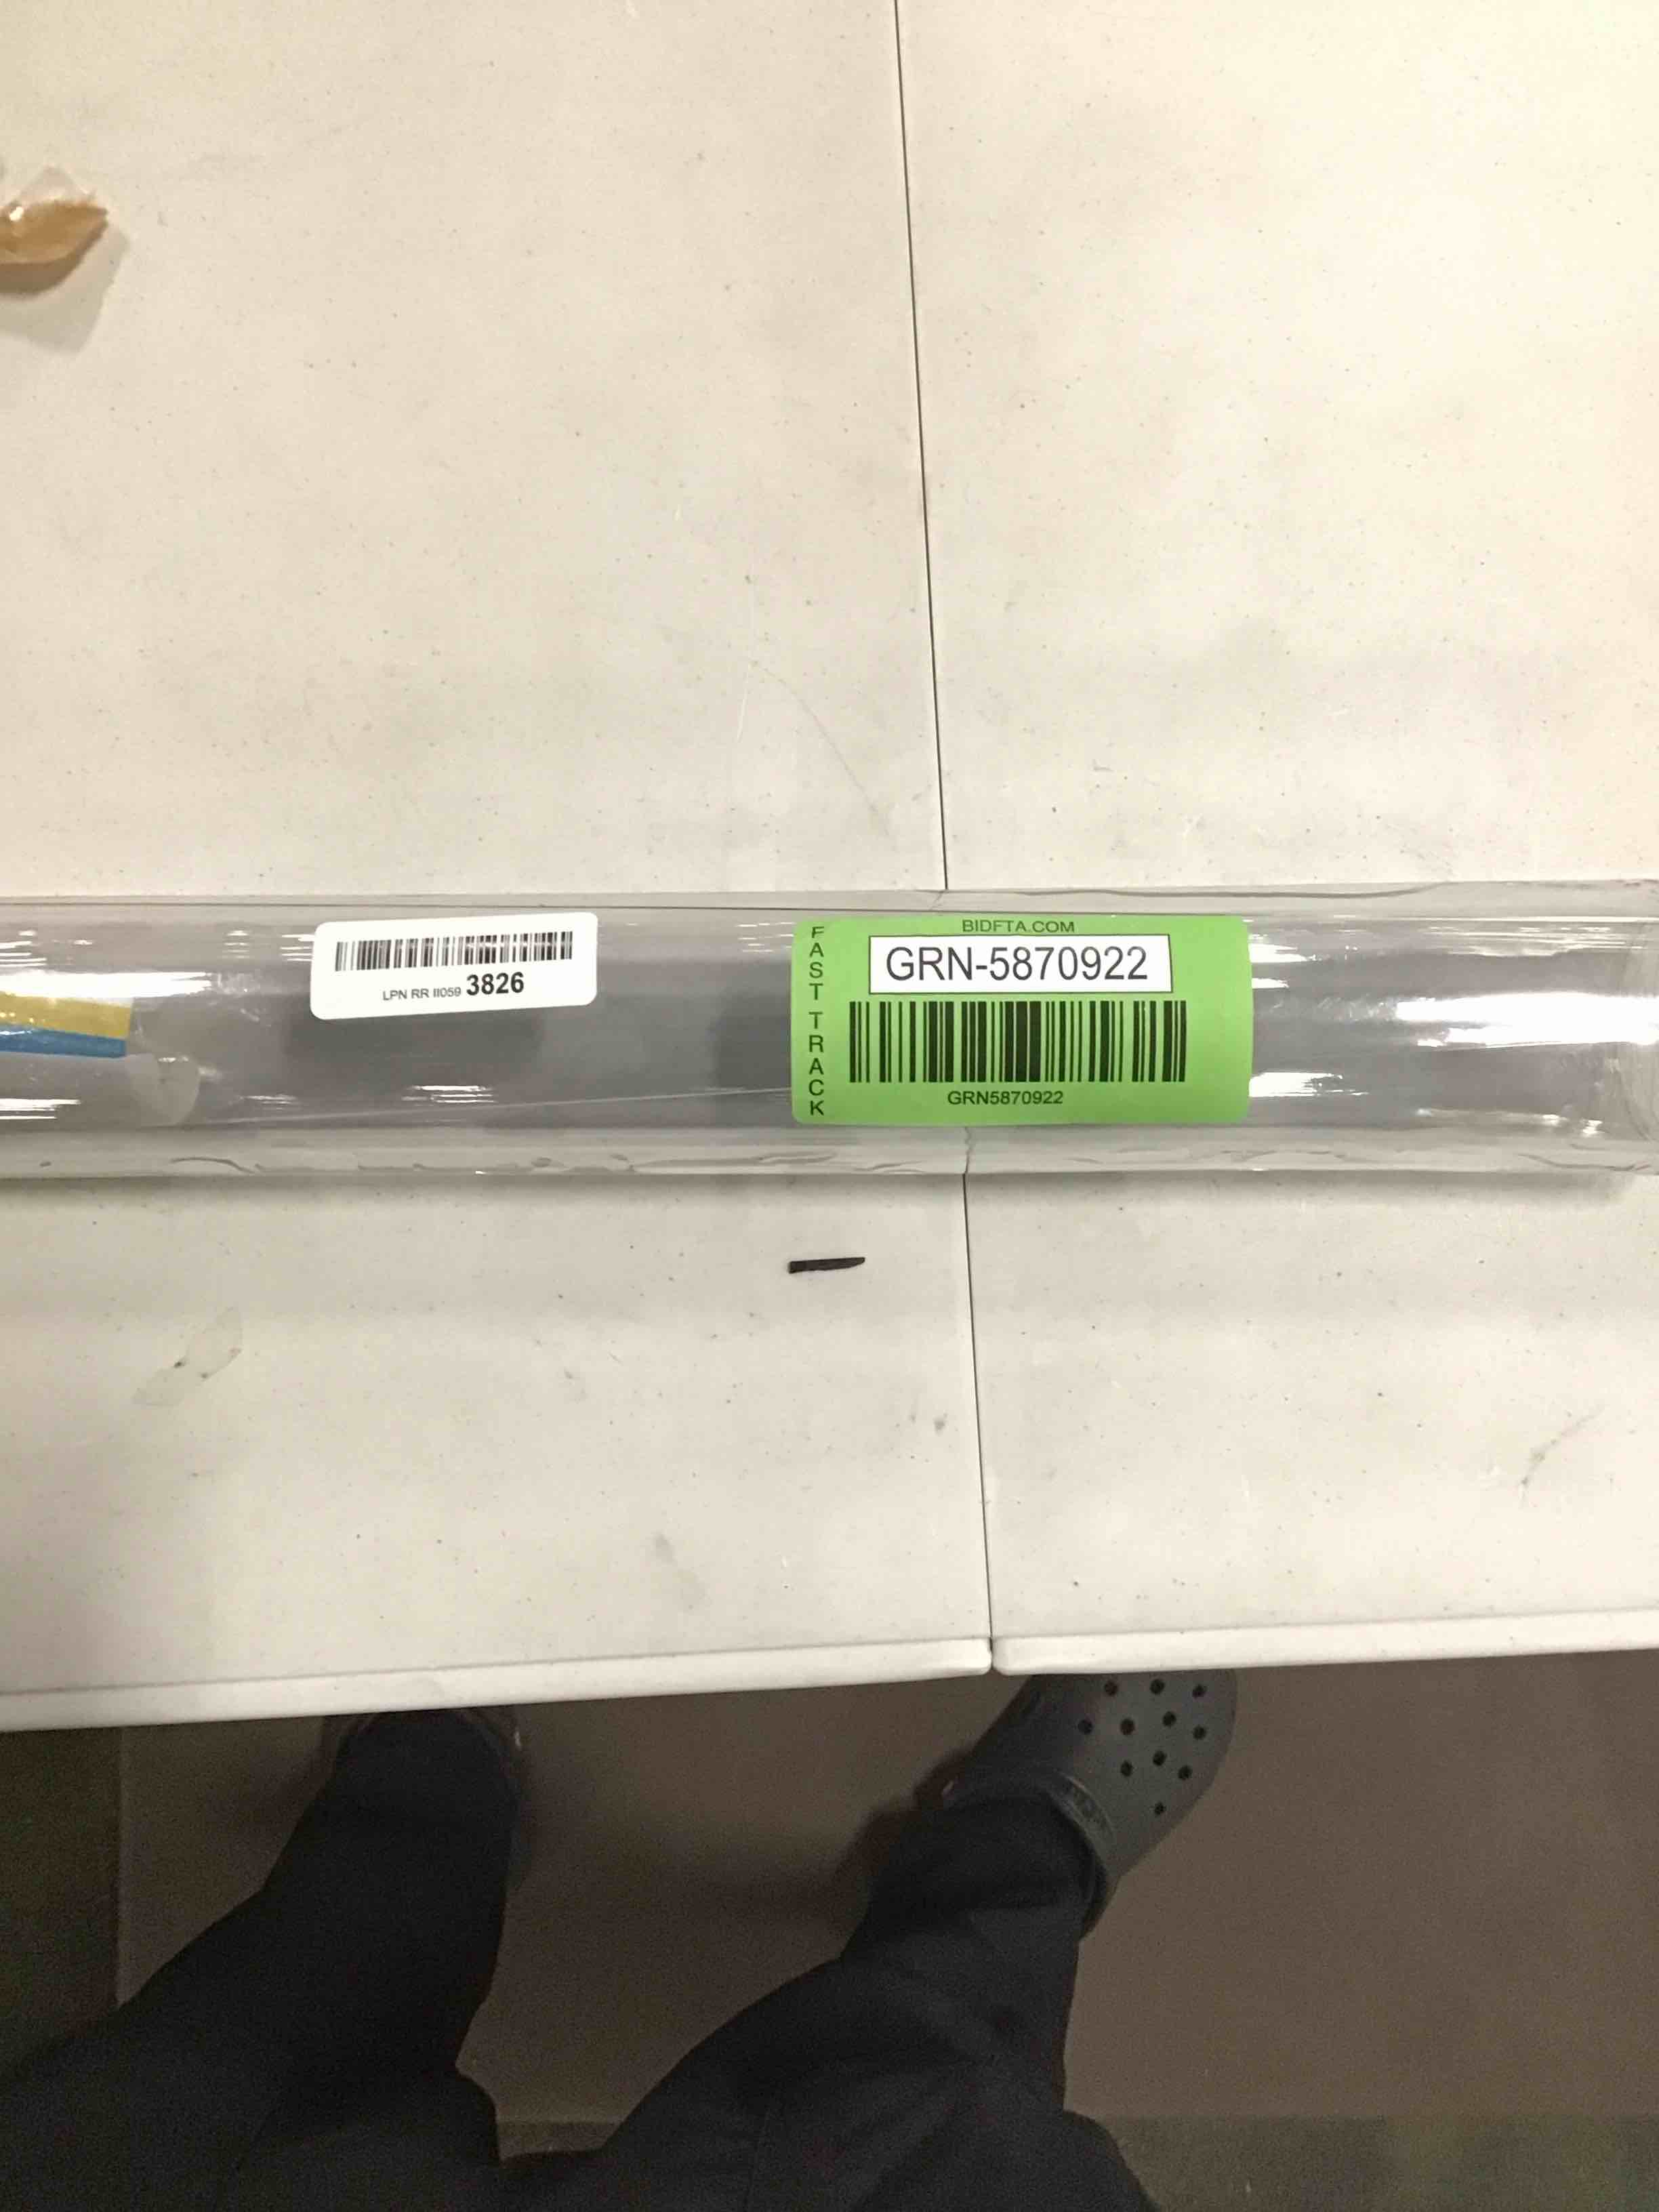 LPN RR II059 3826
BIDFTA.COM
FAST TRACK
GRN-5870922
GRN5870922